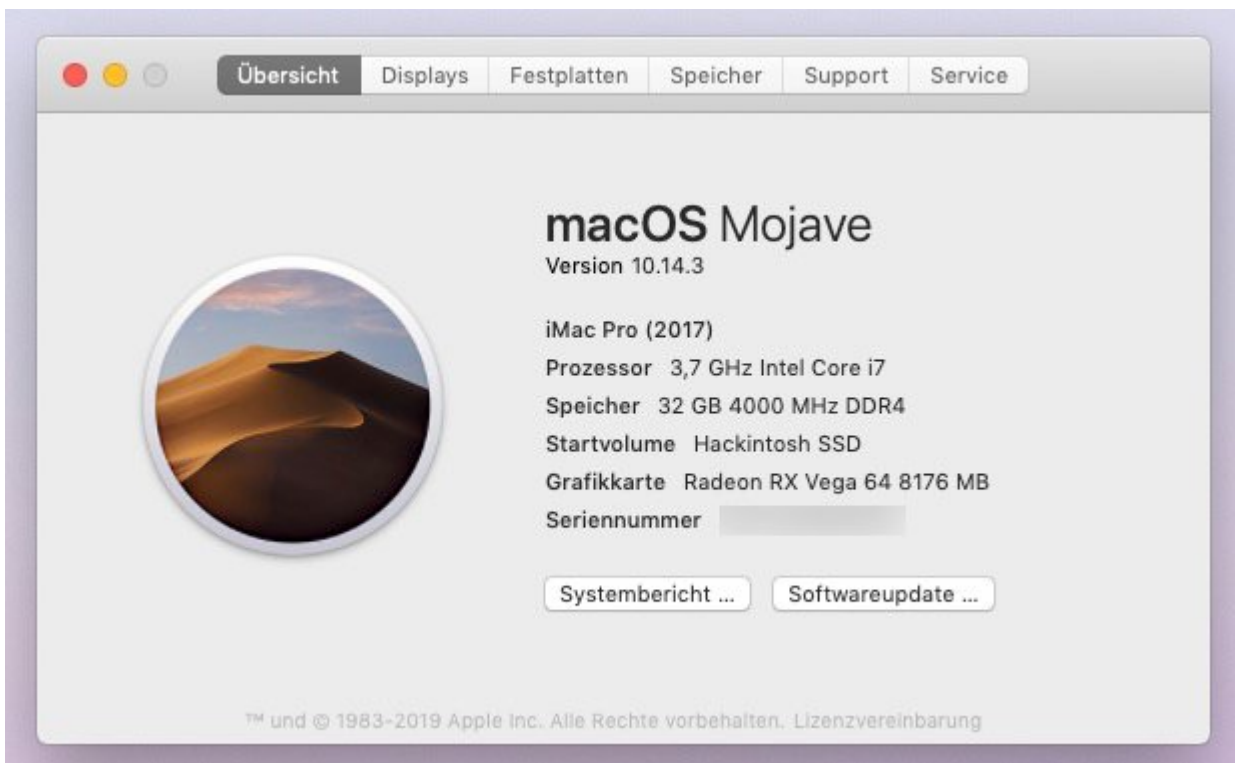 Übersicht Displays Festplatten Speicher Support Service
macOS Mojave
Version 10.14.3
iMac Pro (2017)
Prozessor 3,7 GHz Intel Core i7
Speicher 32 GB 4000 MHz DDR4
Startvolume Hackintosh SSD
Grafikkarte Radeon RX Vega 64 8176 MB
Seriennummer
Systembericht ... Softwareupdate ...
™ und © 1983-2019 Apple Inc. Alle Rechte vorbehalten. Lizenzvereinbarung